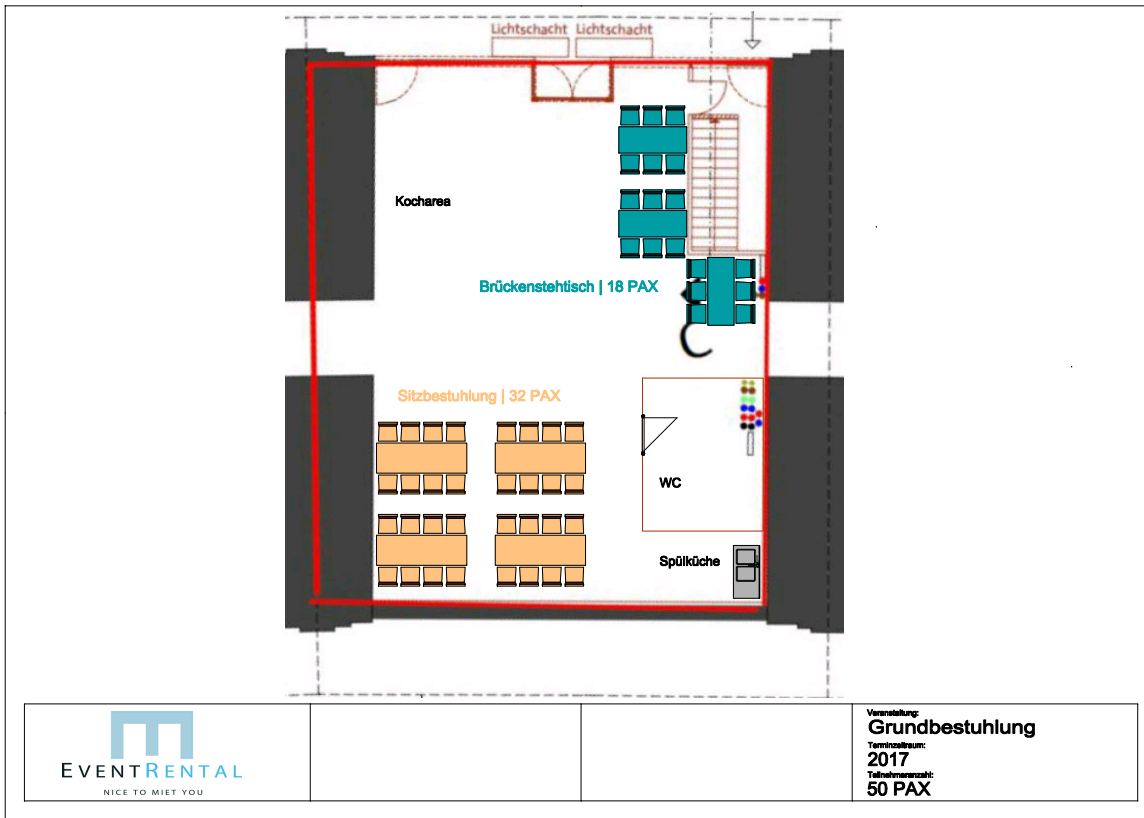 Lichtschacht Lichtschacht
Kocharea
Brückenstehtisch | 18 PAX
Sitzbestuhlung | 32 PAX
WC
Spülküche
EVENTRENTAL
NICE TO MIET YOU
Veranstaltung:
Grundbestuhlung
Terminzeitraum:
2017
Teilnehmeranzahl:
50 PAX